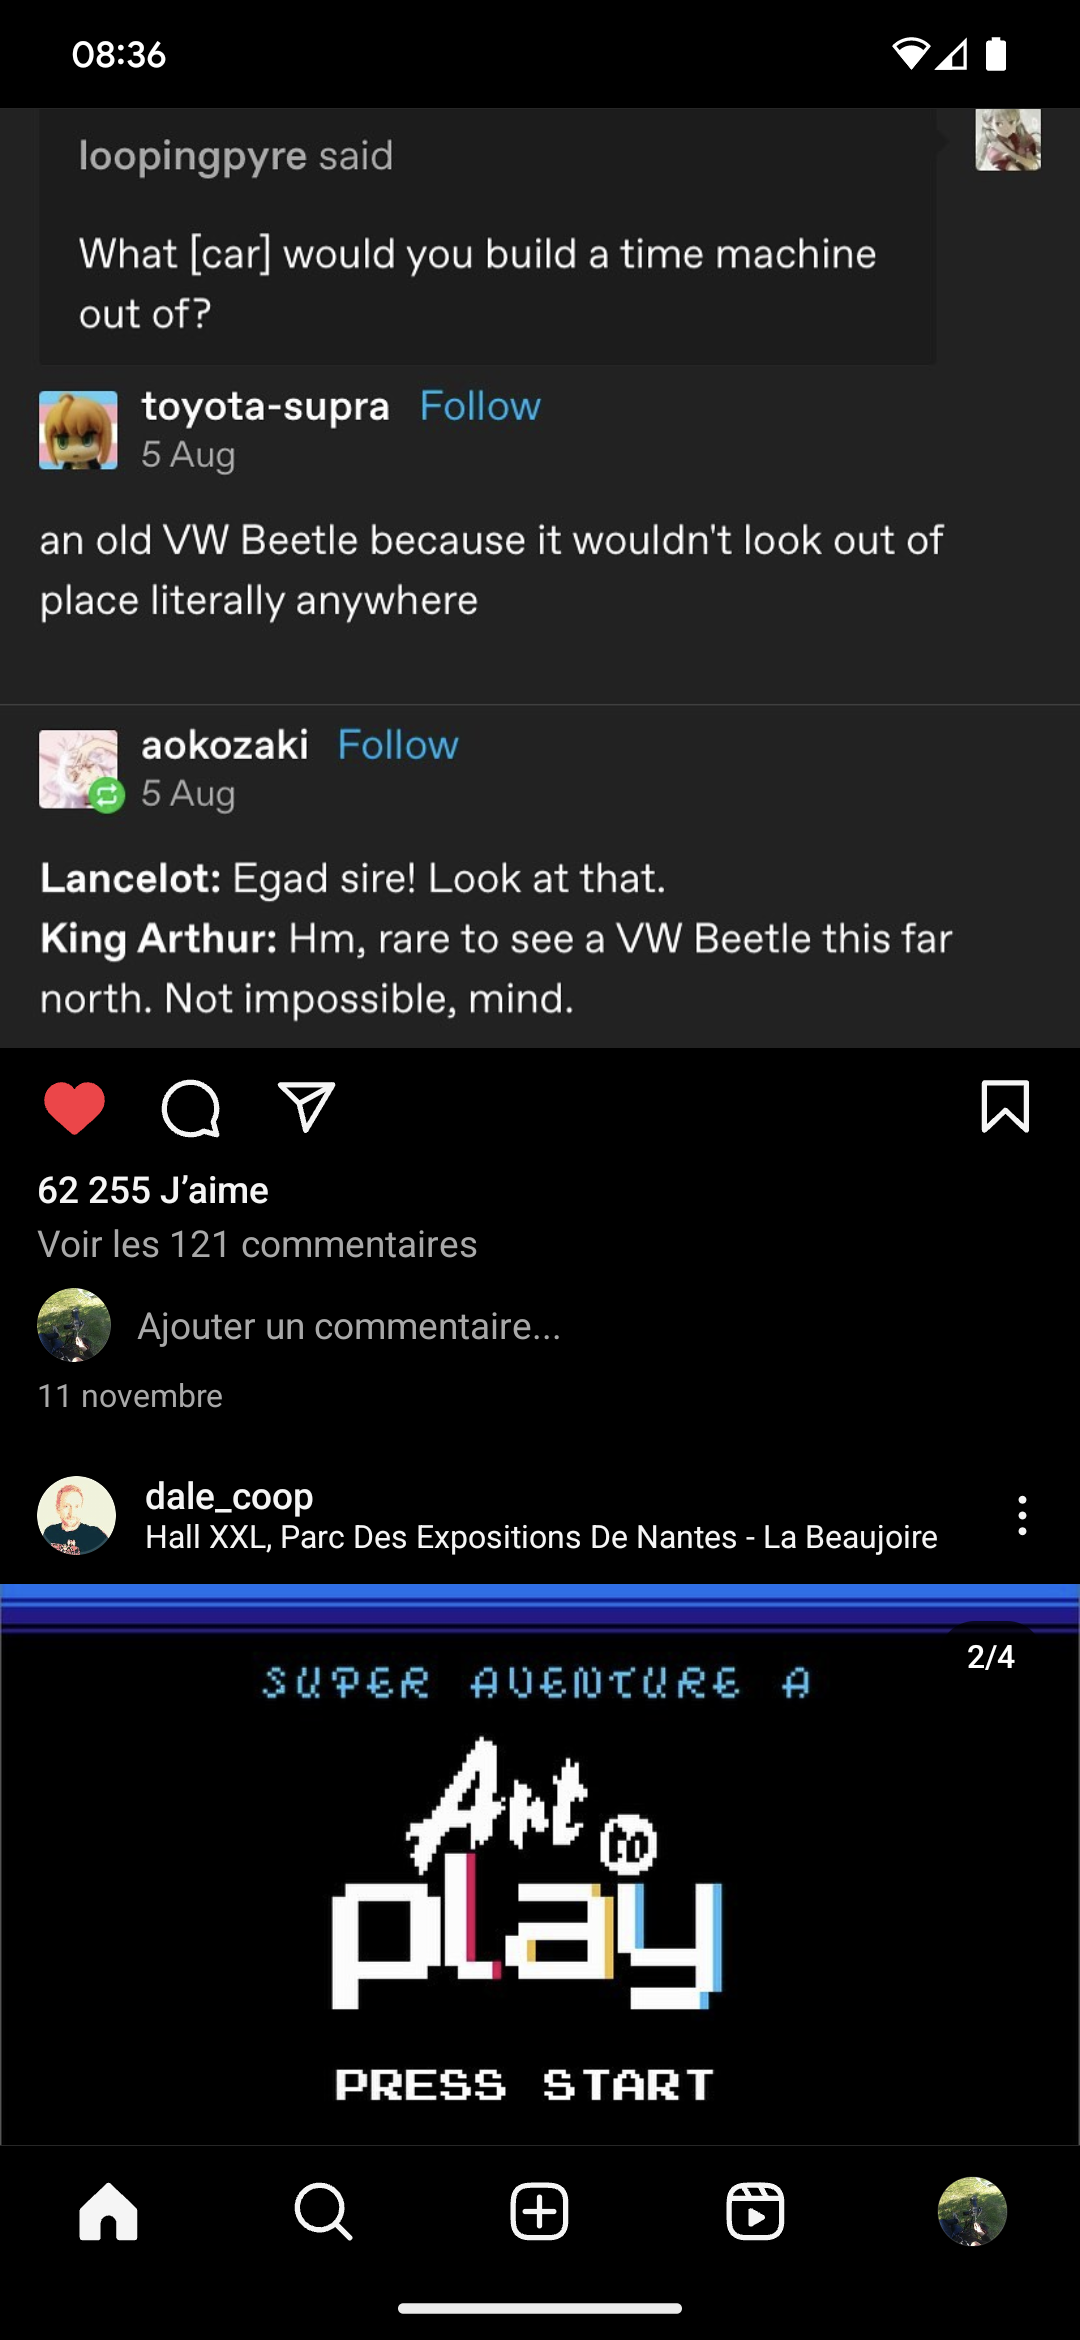 08:36
loopingpyre said
What [car] would you build a time machine
out of?
toyota-supra Follow
5 Aug
an old VW Beetle because it wouldn't look out of
place literally anywhere
aokozaki Follow
5 Aug
Lancelot: Egad sire! Look at that.
King Arthur: Hm, rare to see a VW Beetle this far
north. Not impossible, mind.
62 255 J’aime
Voir les 121 commentaires
Ajouter un commentaire...
11 novembre
dale_coop
Hall XXL, Parc Des Expositions De Nantes - La Beaujoire
2/4
SUPER AVENTURE A
Art
to
play
PRESS START